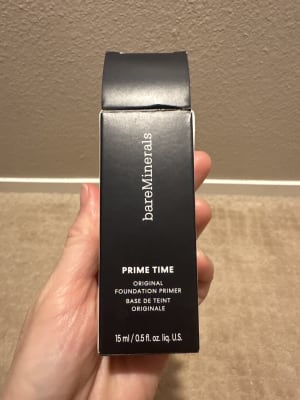 bareMinerals
PRIME TIME
ORIGINAL
FOUNDATION PRIMER
BASE DE TEINT
ORIGINALE
15 ml / 0.5 fl. oz. liq. U.S.